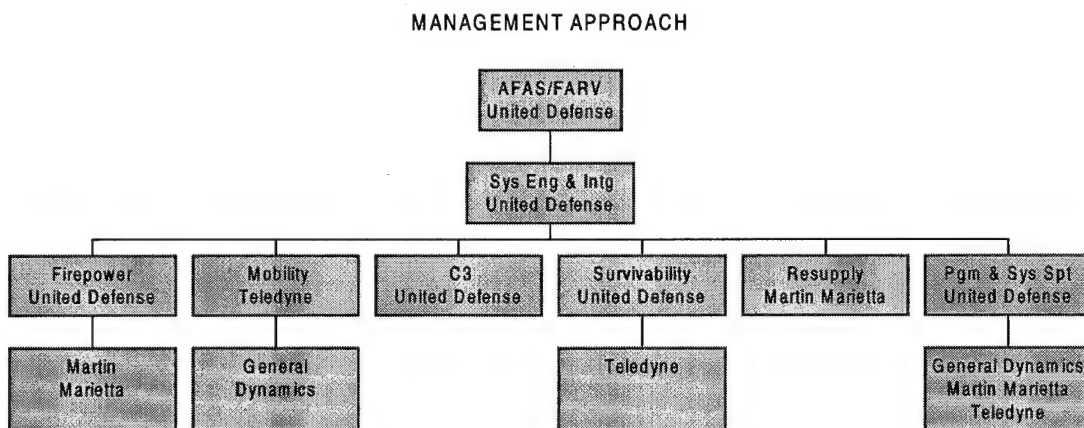 MANAGEMENT APPROACH
AFAS/FARV
United Defense
Sys Eng & Intg
United Defense
Firepower
United Defense
Mobility
Teledyne
C3
United Defense
Survivability
United Defense
Resupply
Martin Marietta
Pgm & Sys Spt
United Defense
Martin
Marietta
General
Dynamics
Teledyne
General Dynamics
Martin Marietta
Teledyne